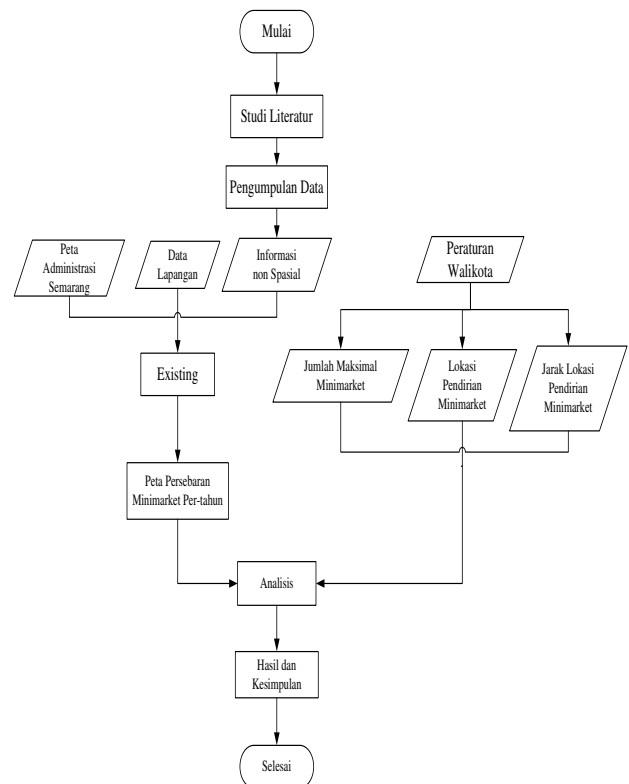 Mulai
Studi Literatur
Pengumpulan Data
Peta
Administrasi
Semarang
Data
Lapangan
Informasi
non Spasial
Peraturan
Walikota
Existing
Jumlah Maksimal
Minimarket
Lokasi
Pendirian
Minimarket
Jarak Lokasi
Pendirian
Minimarket
Peta Persebaran
Minimarket Per-tahun
Analisis
Hasil dan
Kesimpulan
Selesai